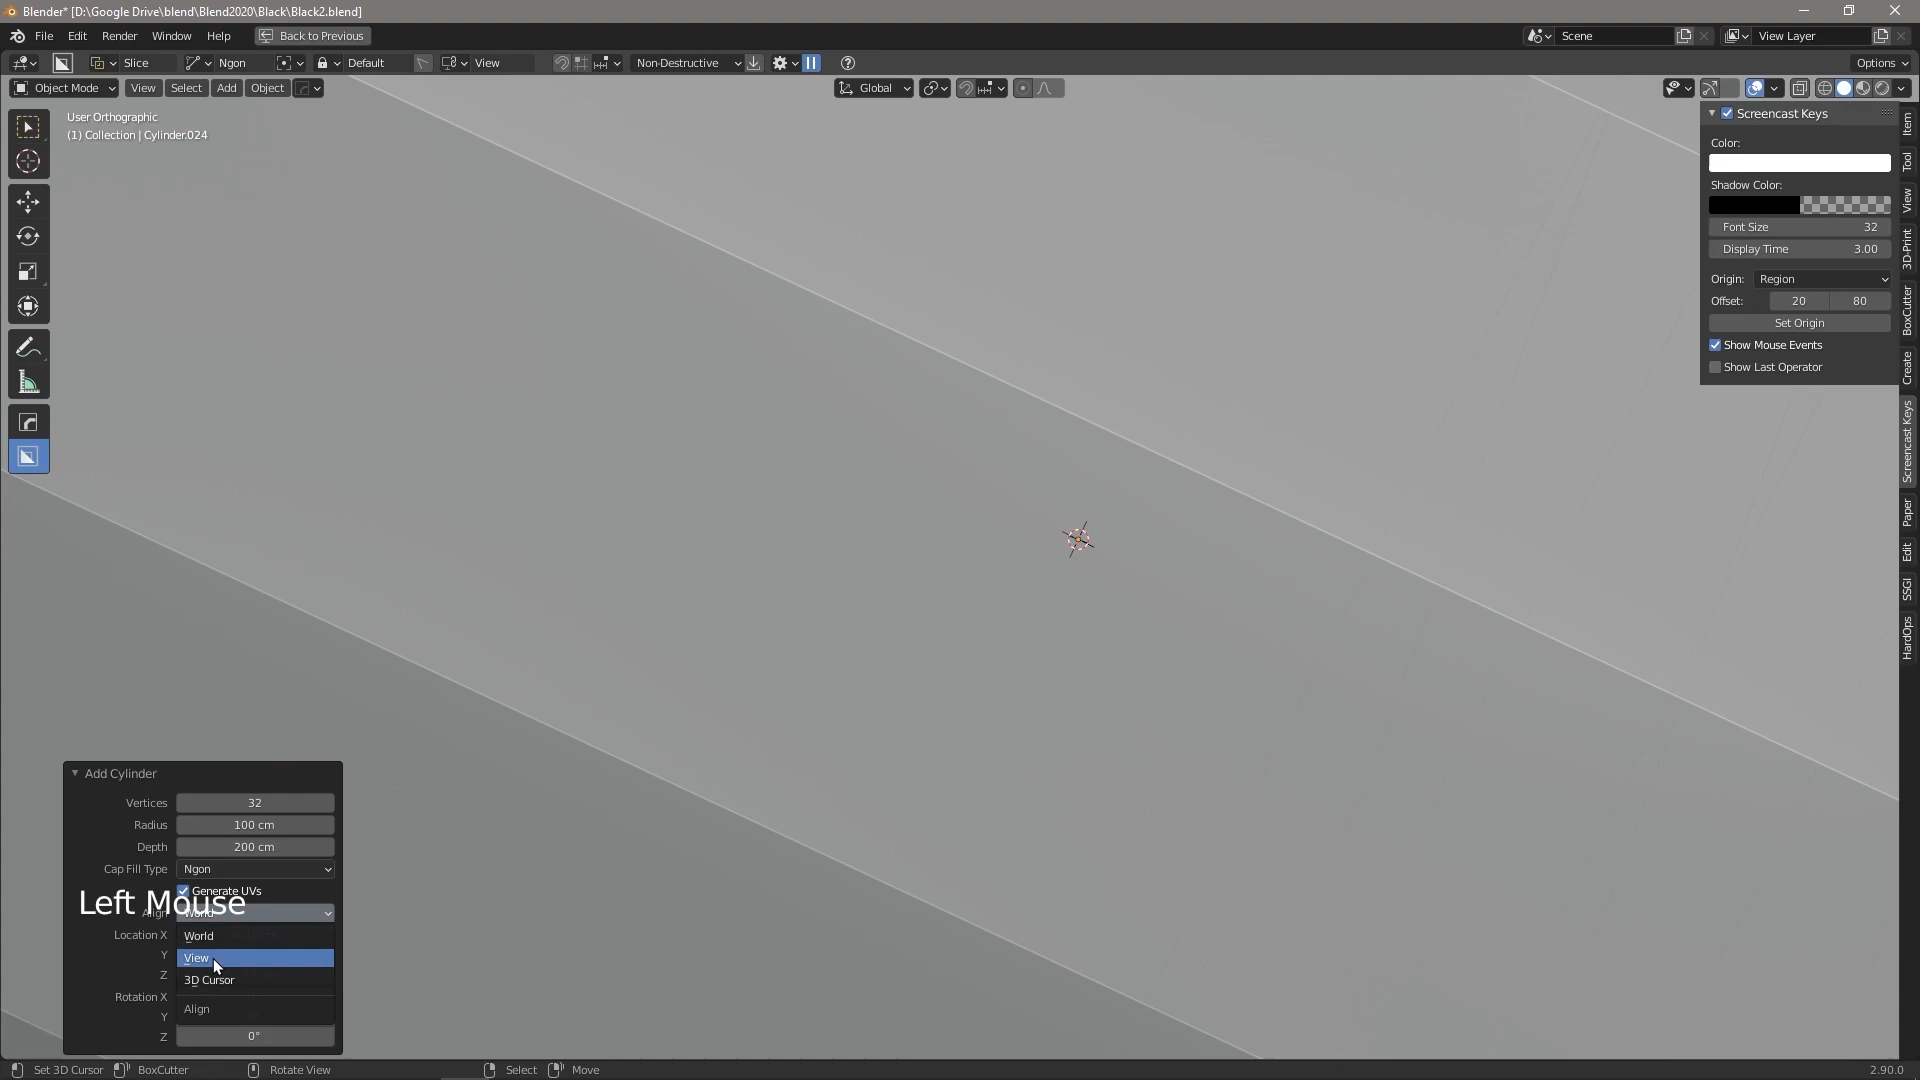 Blender* [D:\Google Drive\blend\Blend2020\Black\Black2.blend]
File Edit Render Window Help Back to Previous
Scene
View Layer
Slice Ngon Default View Non-Destructive
Options
Object Mode View Select Add Object
Global
User Orthographic
(1) Collection | Cylinder.024
Screencast Keys
Color:
Shadow Color:
Font Size 32
Display Time 3.00
Origin: Region
Offset: 20 80
Set Origin
Show Mouse Events
Show Last Operator
Item
Tool
View
3D-Print
BoxCutter
Create
Screencast Keys
Paper
Edit
SSGI
HardOps
Add Cylinder
Vertices 32
Radius 100 cm
Depth 200 cm
Cap Fill Type Ngon
Generate UVs
Left Mouse
Align World
Location X
World
Y
View
Z
3D Cursor
Rotation X
Align
Y
Z 0°
Set 3D Cursor BoxCutter Rotate View Select Move
2.90.0